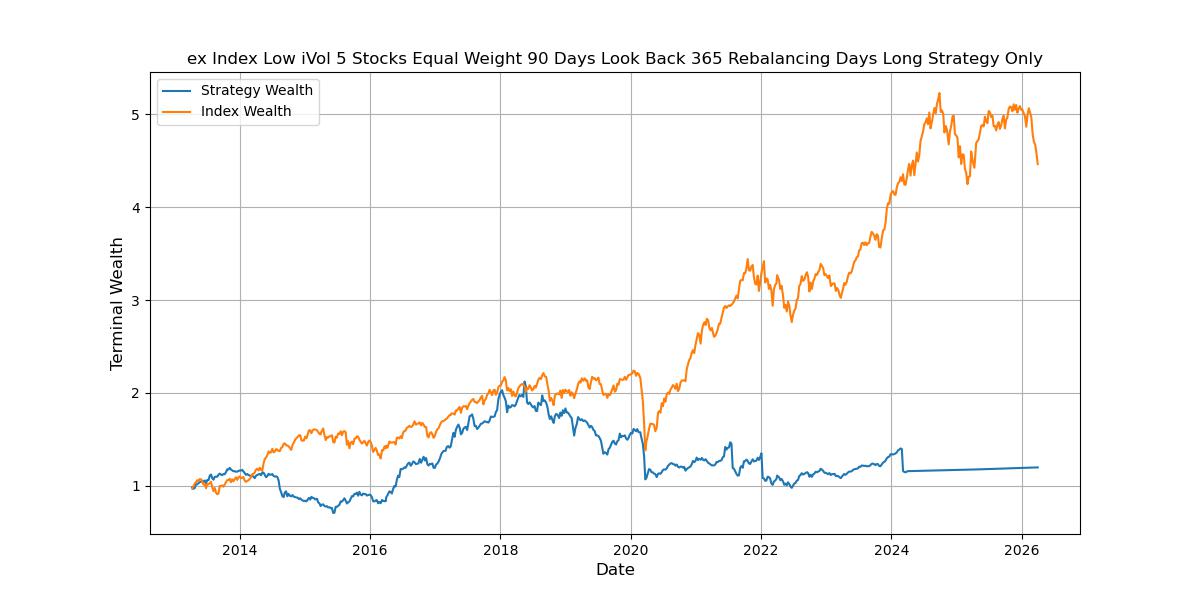 ex Index Low iVol 5 Stocks Equal Weight 90 Days Look Back 365 Rebalancing Days Long Strategy Only
Strategy Wealth
Index Wealth
Terminal Wealth
5
4
3
2
1
2014 2016 2018 2020 2022 2024 2026
Date